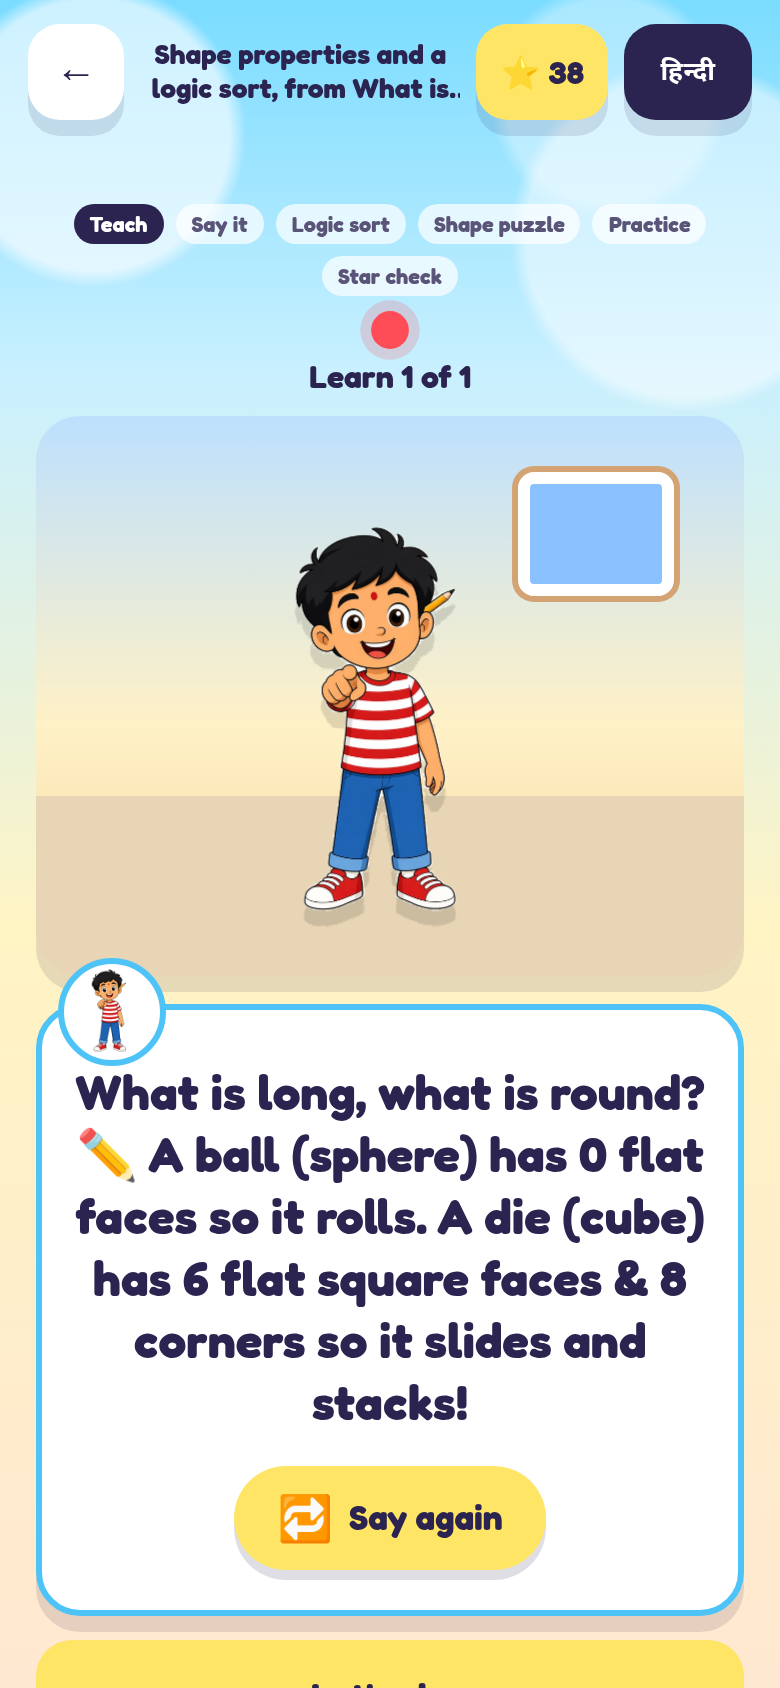 ←
Shape properties and a
logic sort, from What is..
⭐ 38
हिन्दी
Teach
Say it
Logic sort
Shape puzzle
Practice
Star check
Learn 1 of 1
What is long, what is round?
✏️ A ball (sphere) has 0 flat
faces so it rolls. A die (cube)
has 6 flat square faces & 8
corners so it slides and
stacks!
🔁 Say again